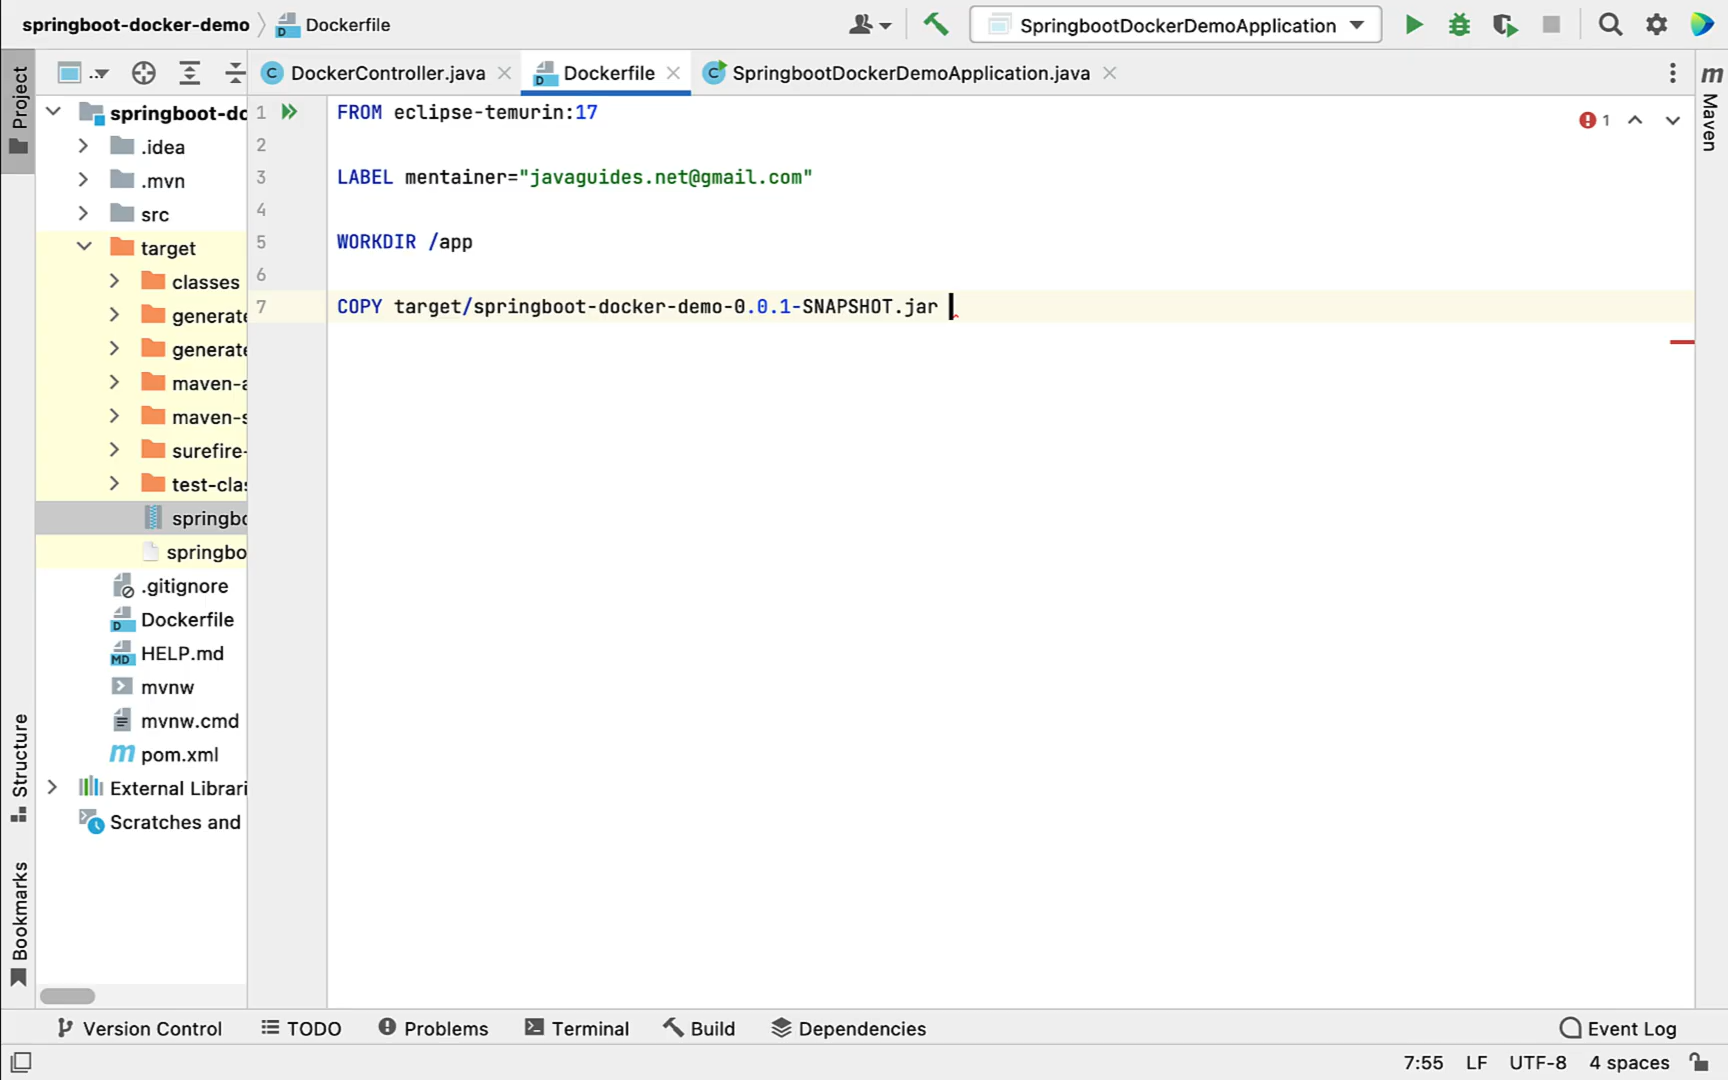 springboot-docker-demo Dockerfile
SpringbootDockerDemoApplication
Project
DockerController.java
Dockerfile
SpringbootDockerDemoApplication.java
m
Maven
springboot-dc
.idea
.mvn
src
target
classes
generate
generate
maven-a
maven-s
surefire-
test-clas
springbo
springbo
.gitignore
Dockerfile
HELP.md
mvnw
mvnw.cmd
pom.xml
External Librari
Scratches and
1 FROM eclipse-temurin:17
2
3 LABEL mentainer="javaguides.net@gmail.com"
4
5 WORKDIR /app
6
7 COPY target/springboot-docker-demo-0.0.1-SNAPSHOT.jar
1
Structure
Bookmarks
Version Control
TODO
Problems
Terminal
Build
Dependencies
Event Log
7:55 LF UTF-8 4 spaces